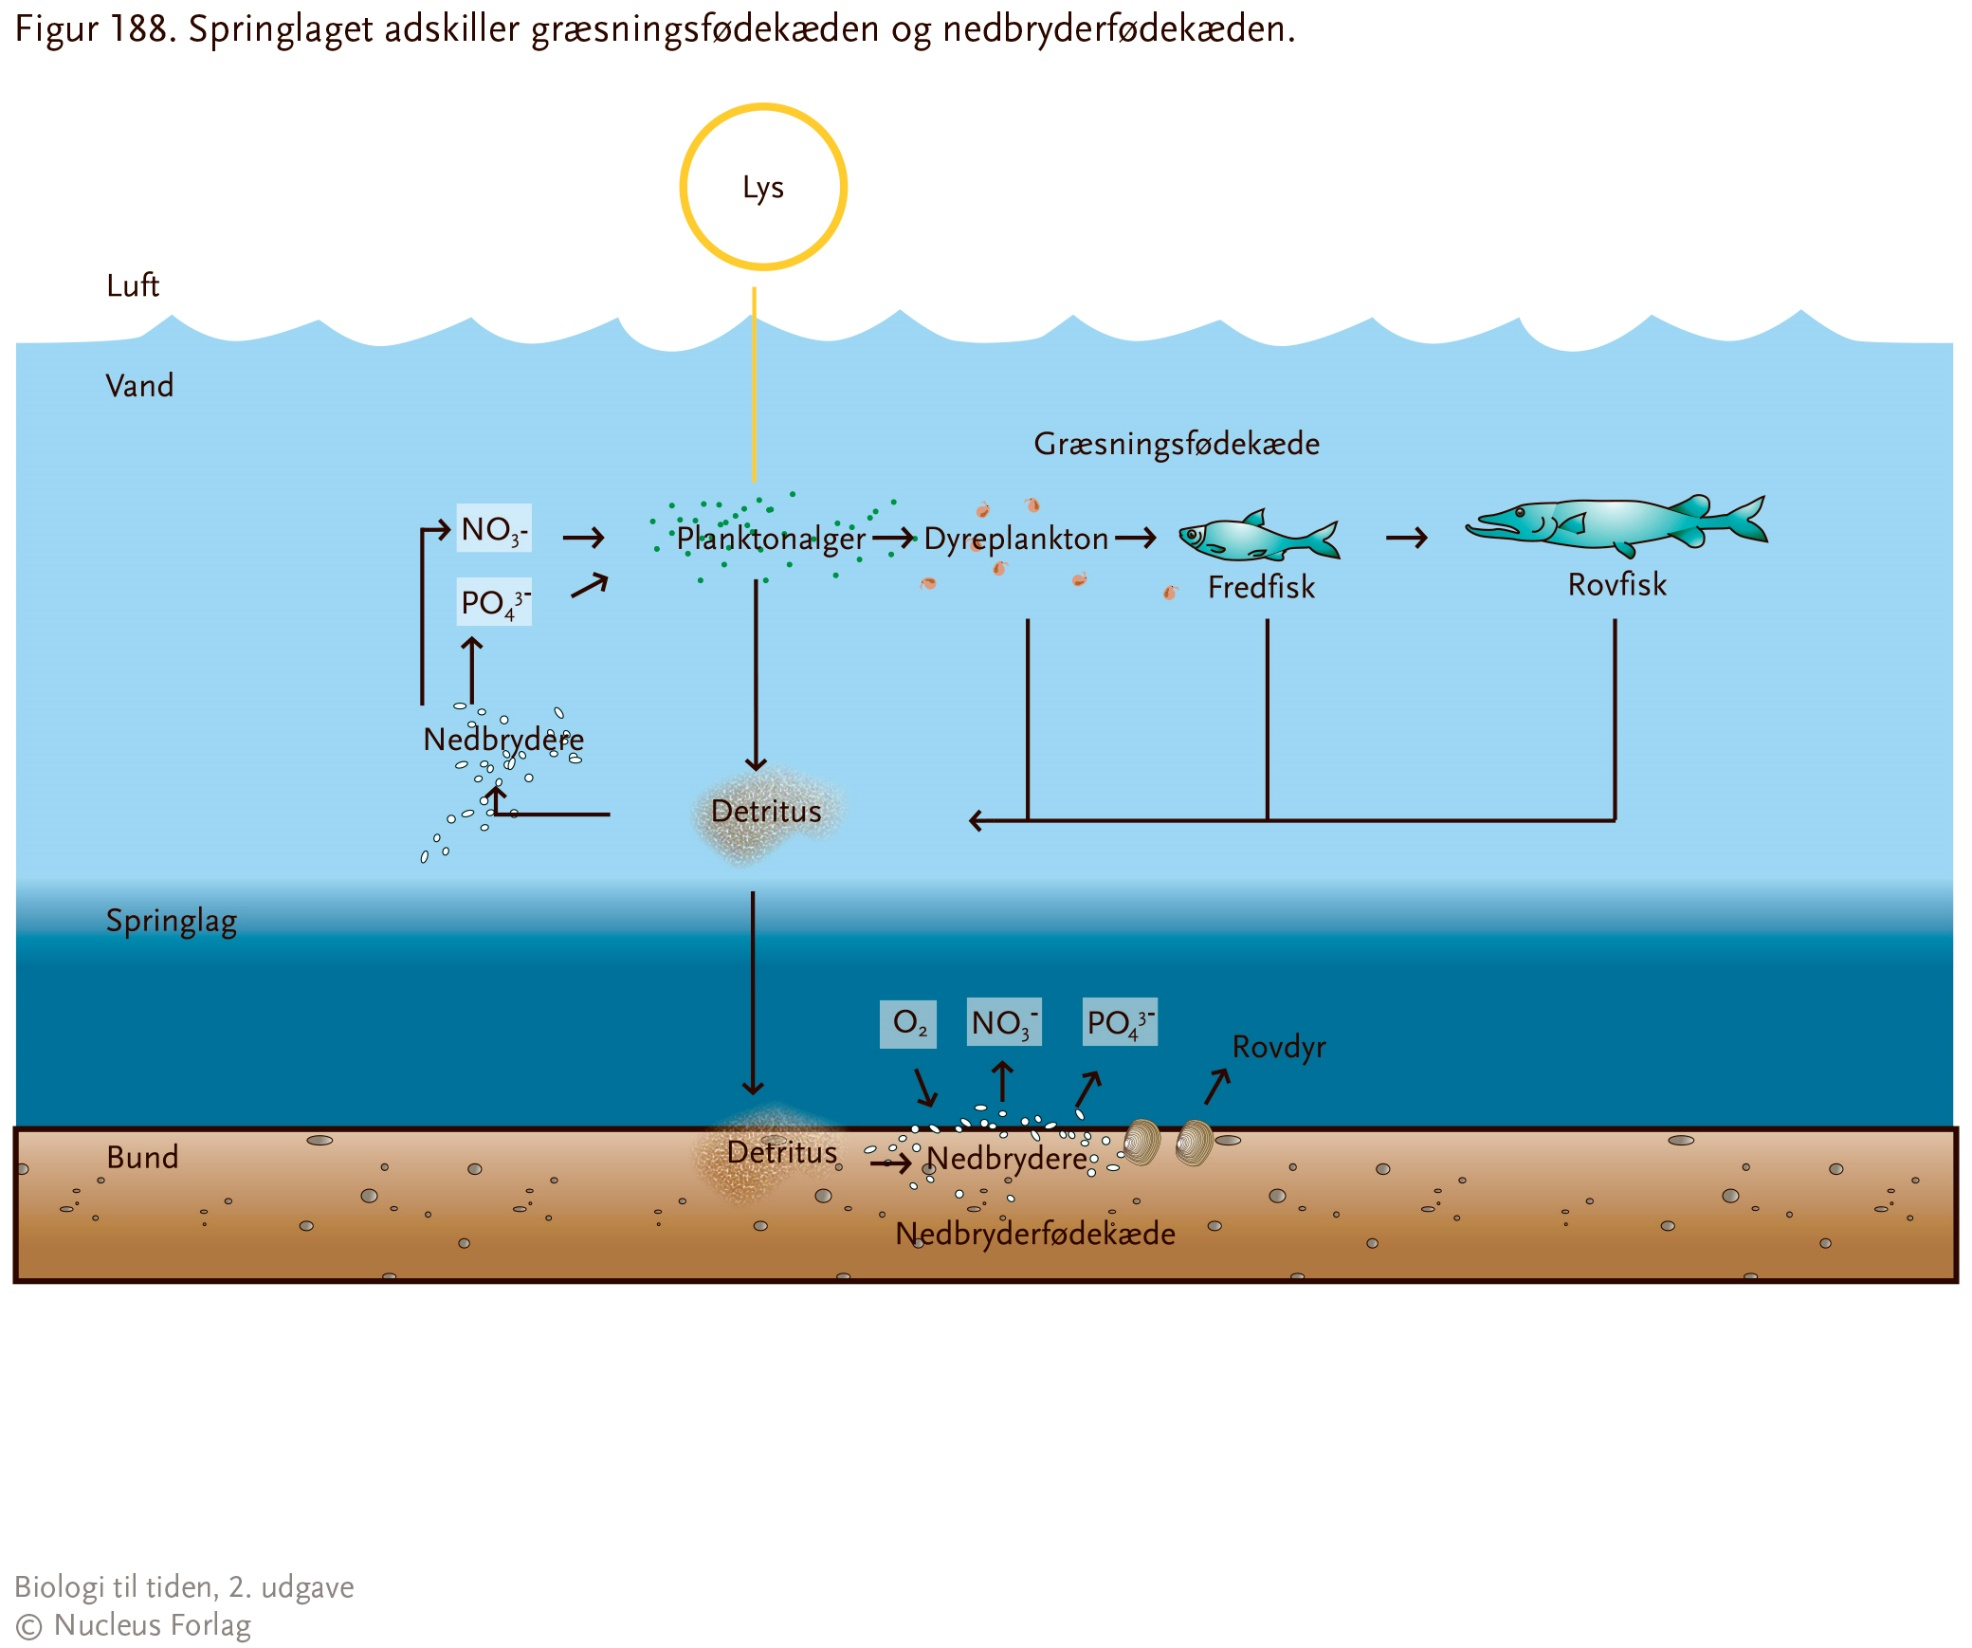 Figur 188. Springlaget adskiller græsningsfødekæden og nedbryderfødekæden.
Lys
Luft
Vand
Græsningsfødekæde
NO₃-
Planktonalger
Dyreplankton
PO₄³⁻
Fredfisk
Rovfisk
Nedbrydere
Detritus
Springlag
O₂
NO₃⁻
PO₄³⁻
Rovdyr
Bund
Detritus
Nedbrydere
Nedbryderfødekæde
Biologi til tiden, 2. udgave
© Nucleus Forlag